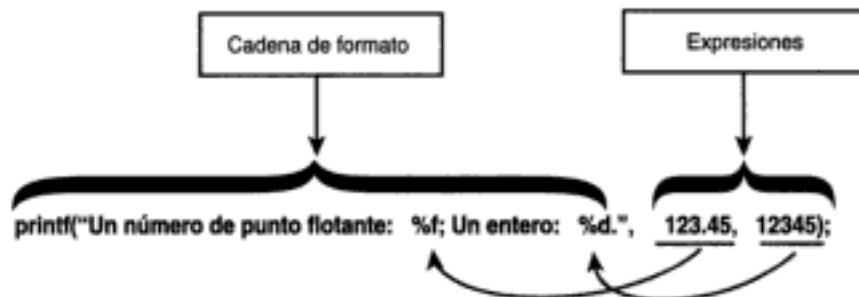 Cadena de formato
Expresiones
printf(“Un número de punto flotante: %f; Un entero: %d.”, 123.45, 12345);